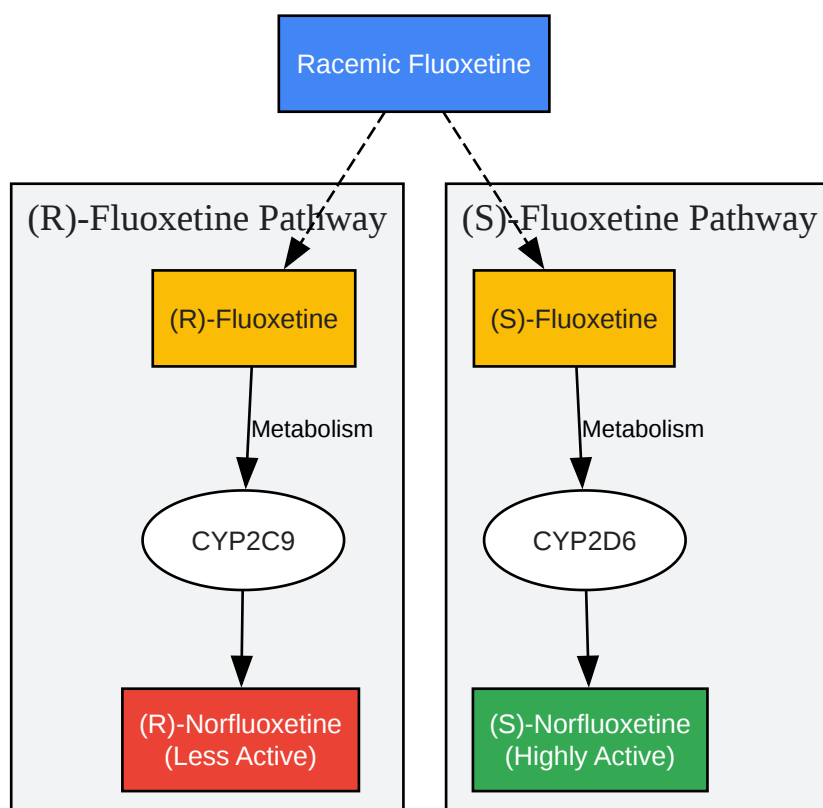 Racemic Fluoxetine
(R)-Fluoxetine Pathway
(S)-Fluoxetine Pathway
(R)-Fluoxetine
(S)-Fluoxetine
Metabolism
Metabolism
CYP2C9
CYP2D6
(R)-Norfluoxetine
(Less Active)
(S)-Norfluoxetine
(Highly Active)